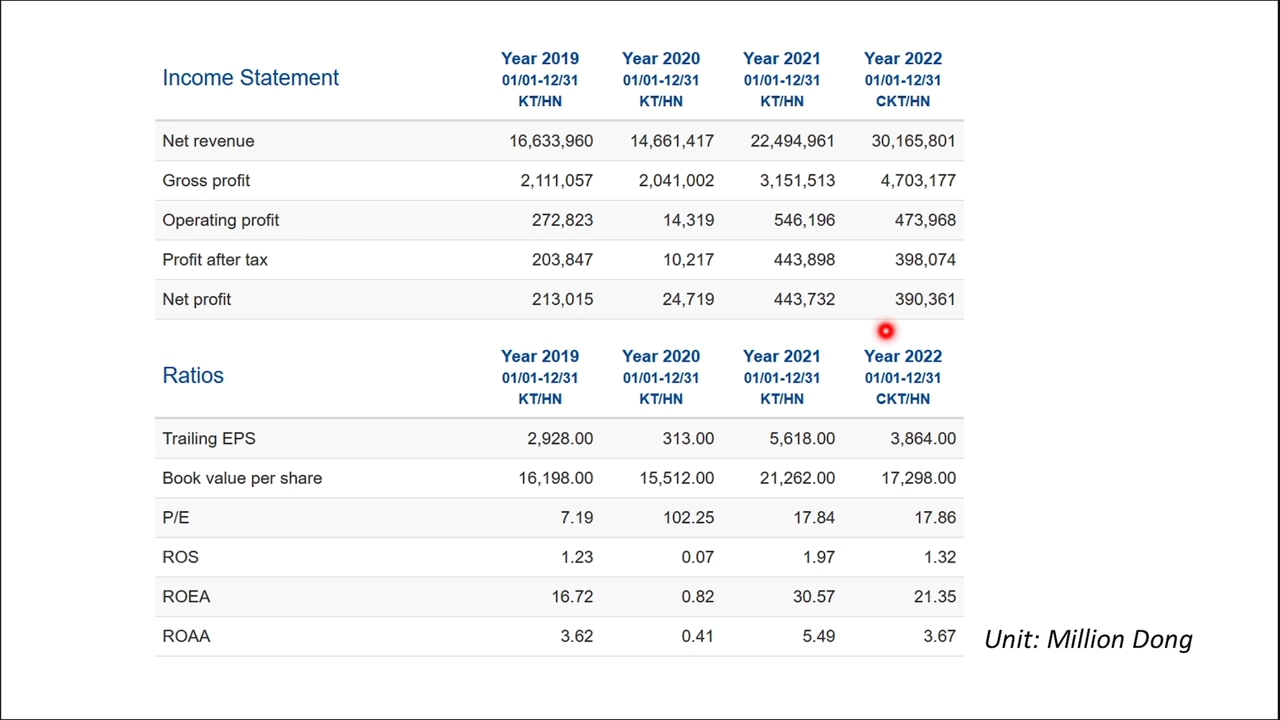 Income Statement Year 2019 Year 2020 Year 2021 Year 2022
01/01-12/31 01/01-12/31 01/01-12/31 01/01-12/31
KT/HN KT/HN KT/HN CKT/HN
Net revenue 16,633,960 14,661,417 22,494,961 30,165,801
Gross profit 2,111,057 2,041,002 3,151,513 4,703,177
Operating profit 272,823 14,319 546,196 473,968
Profit after tax 203,847 10,217 443,898 398,074
Net profit 213,015 24,719 443,732 390,361
Ratios Year 2019 Year 2020 Year 2021 Year 2022
01/01-12/31 01/01-12/31 01/01-12/31 01/01-12/31
KT/HN KT/HN KT/HN CKT/HN
Trailing EPS 2,928.00 313.00 5,618.00 3,864.00
Book value per share 16,198.00 15,512.00 21,262.00 17,298.00
P/E 7.19 102.25 17.84 17.86
ROS 1.23 0.07 1.97 1.32
ROEA 16.72 0.82 30.57 21.35
ROAA 3.62 0.41 5.49 3.67
Unit: Million Dong